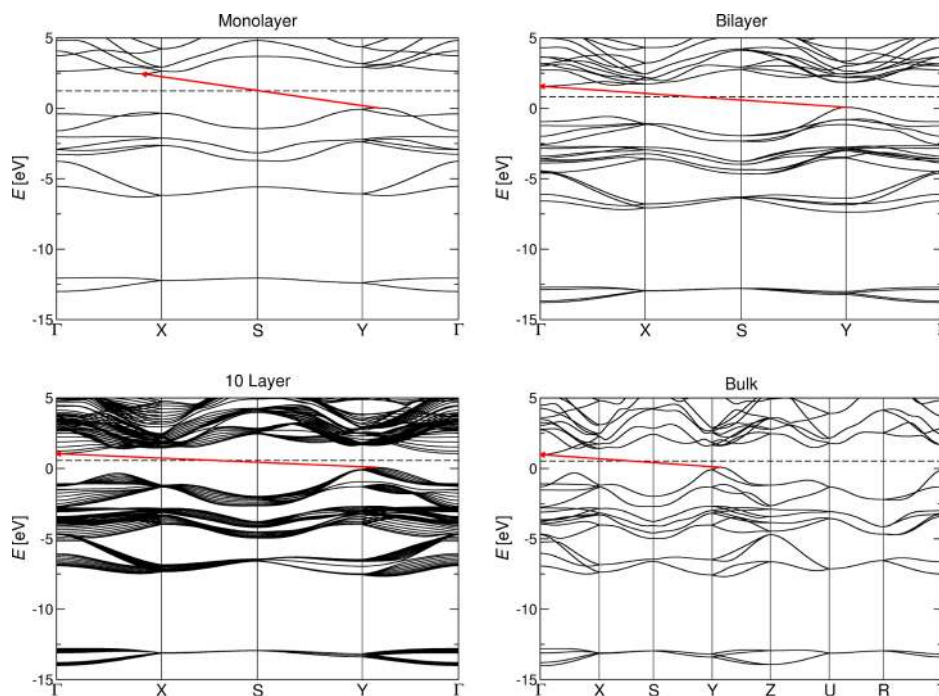 Monolayer
Bilayer
5
0
-5
-10
-15
E [eV]
Γ X S Y Γ
5
0
-5
-10
-15
E [eV]
Γ X S Y
10 Layer
Bulk
5
0
-5
-10
-15
E [eV]
Γ X S Y Γ
5
0
-5
-10
-15
E [eV]
Γ X S Y Z U R